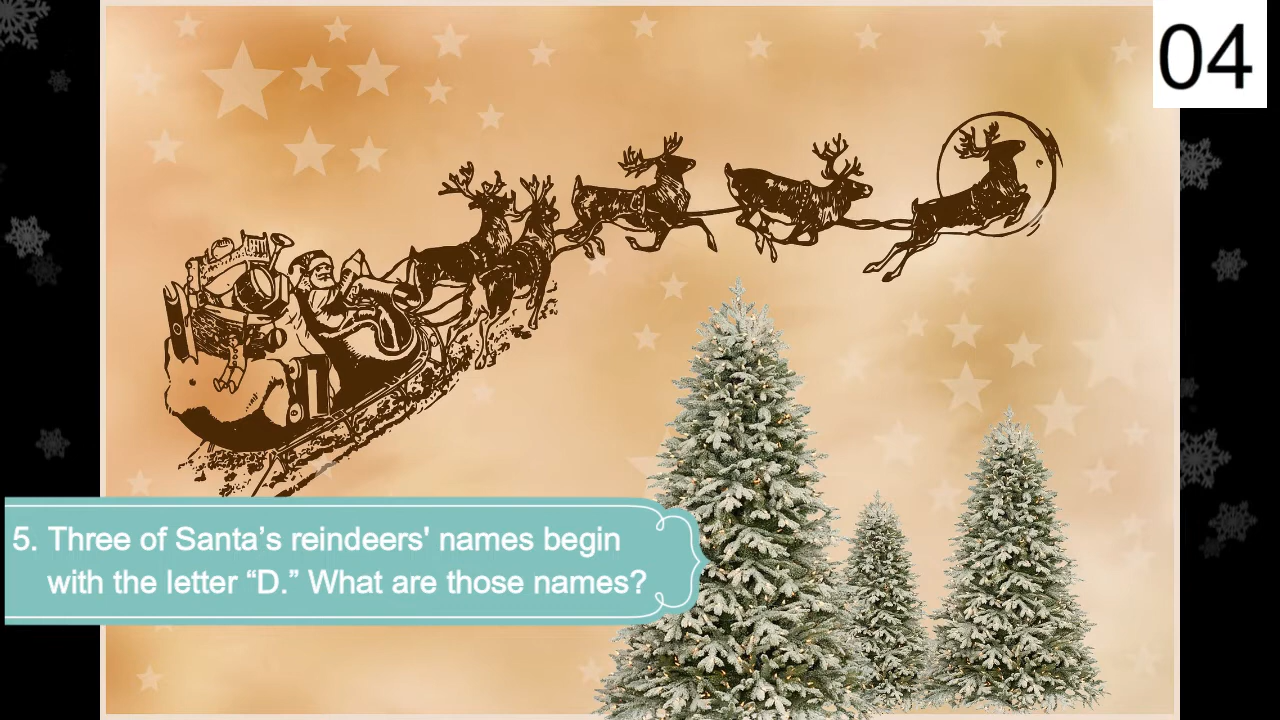 04
5. Three of Santa’s reindeers' names begin
with the letter “D.” What are those names?